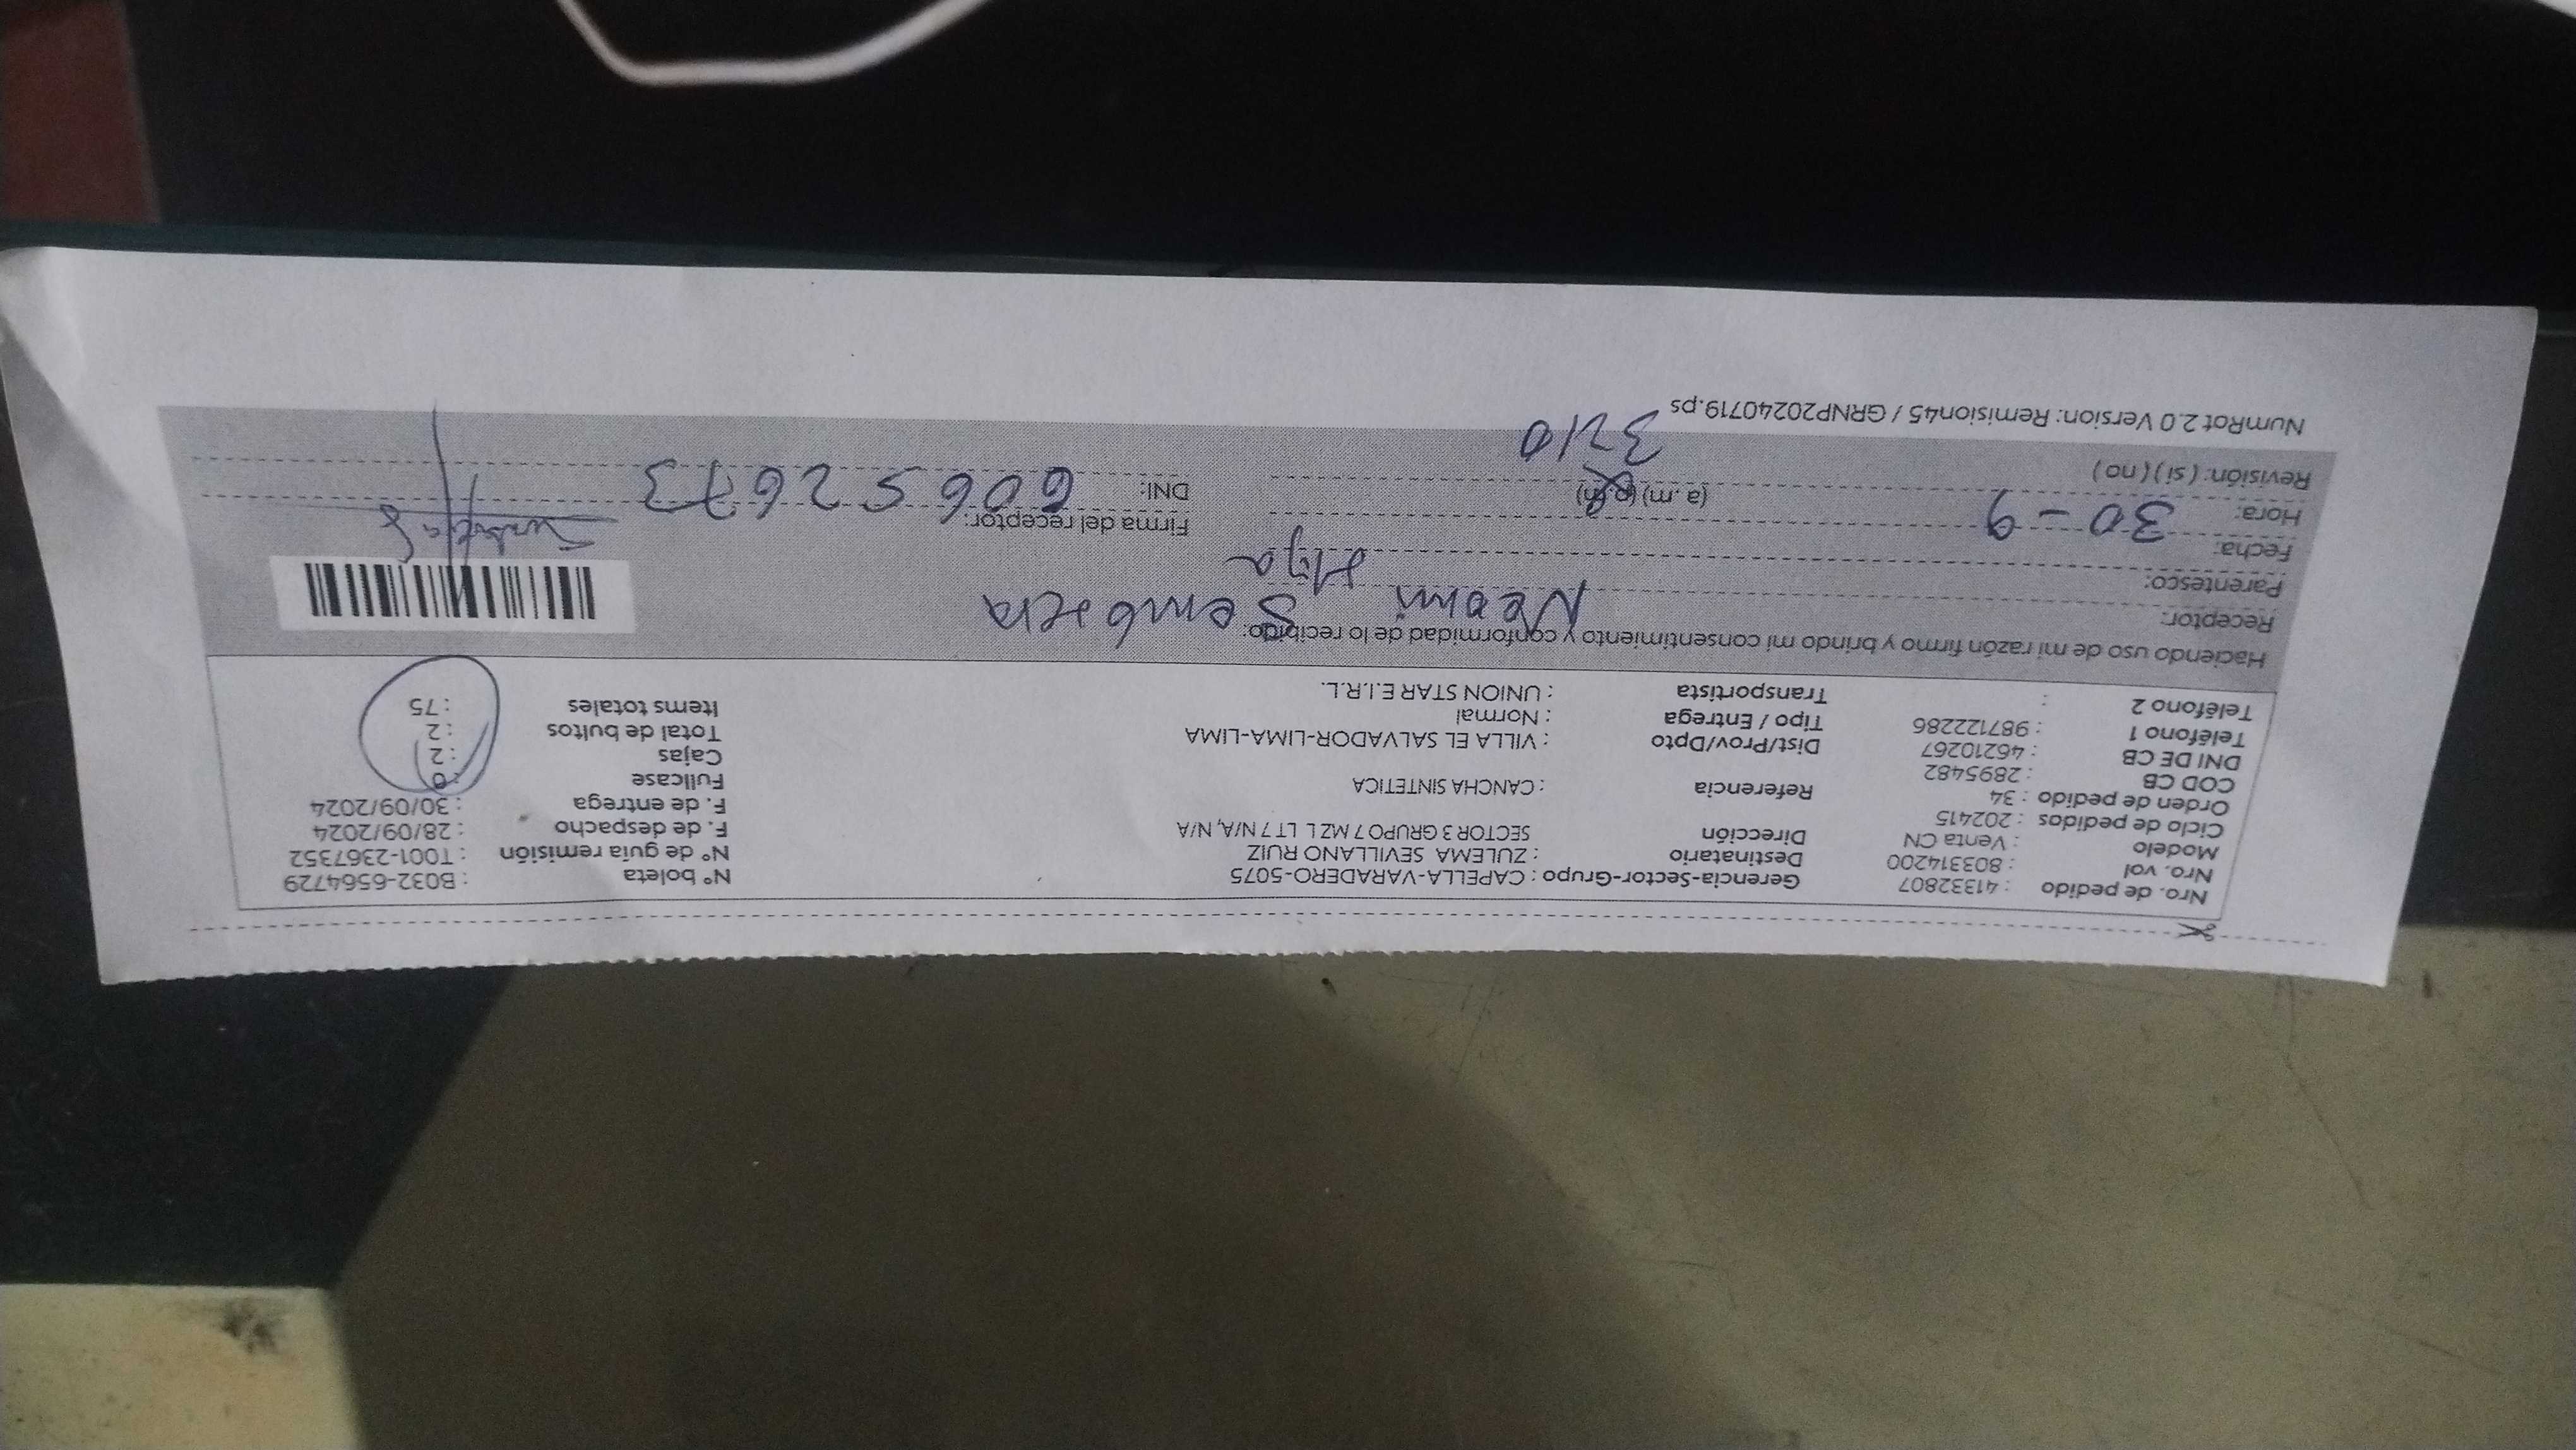 Nro. de pedido : 41332807
Nro. vol : 803314200
Modelo : Venta CN
Ciclo de pedidos : 202415
Orden de pedido : 34
COD CB : 2895482
DNI DE CB : 46210267
Teléfono 1 : 987122286
Teléfono 2 :
Gerencia-Sector-Grupo : CAPELLA-VARADERO-5075
Destinatario : ZULEMA SEVILLANO RUIZ
Dirección SECTOR 3 GRUPO 7 MZ L LT 7 N/A, N/A
Referencia : CANCHA SINTETICA
Dist/Prov/Dpto : VILLA EL SALVADOR-LIMA-LIMA
Tipo / Entrega : Normal
Transportista : UNION STAR E.I.R.L.
N° boleta : B032-6564729
N° de guía remisión : T001-2367352
F. de despacho : 28/09/2024
F. de entrega : 30/09/2024
Fullcase : 0
Cajas : 2
Total de bultos : 2
Items totales : 75
Haciendo uso de mi razón firmo y brindo mi consentimiento y conformidad de lo recibido:
Receptor: Neomi
Parentesco: Hija
Fecha: 30-9
Hora: (a.m) (p.m)
Revisión: (si) (no) 3210
Firma del receptor:
DNI: 60652673
NumRot 2.0 Version: Remision45 / GRNP20240719.ps